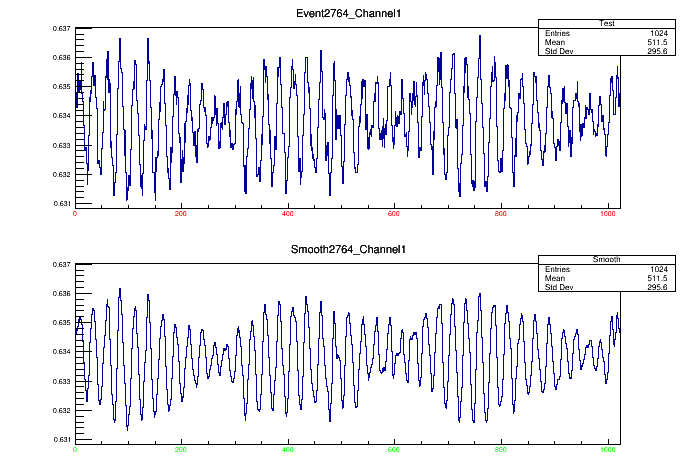 Event2764_Channel1
Test
Entries 1024
Mean 511.5
Std Dev 295.6
0.637
0.636
0.635
0.634
0.633
0.632
0.631
0 200 400 600 800 1000
Smooth2764_Channel1
Smooth
Entries 1024
Mean 511.5
Std Dev 295.6
0.637
0.636
0.635
0.634
0.633
0.632
0.631
0 200 400 600 800 1000